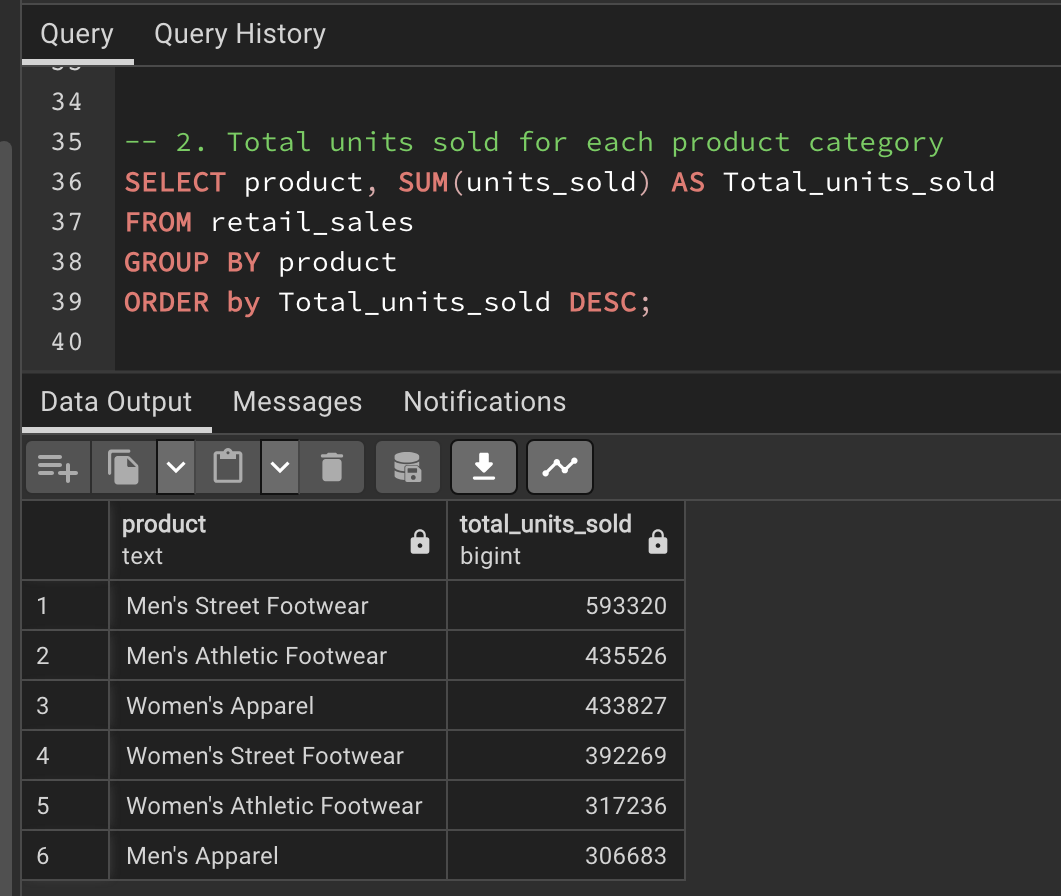 Query Query History
34
35 -- 2. Total units sold for each product category
36 SELECT product, SUM(units_sold) AS Total_units_sold
37 FROM retail_sales
38 GROUP BY product
39 ORDER by Total_units_sold DESC;
40
Data Output Messages Notifications
product total_units_sold
text bigint
1 Men's Street Footwear 593320
2 Men's Athletic Footwear 435526
3 Women's Apparel 433827
4 Women's Street Footwear 392269
5 Women's Athletic Footwear 317236
6 Men's Apparel 306683